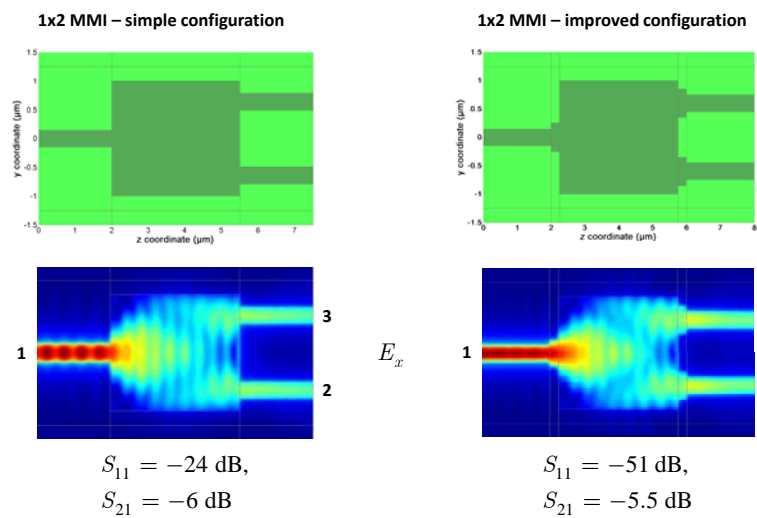 1x2 MMI – simple configuration
1x2 MMI – improved configuration
1.5
1
0.5
0
-0.5
-1
-1.5
y coordinate (µm)
0 1 2 3 4 5 6 7
z coordinate (µm)
1.5
1
0.5
0
-0.5
-1
-1.5
y coordinate (µm)
0 1 2 3 4 5 6 7 8
z coordinate (µm)
1
3
2
E_x
1
S_11 = −24 dB,
S_21 = −6 dB
S_11 = −51 dB,
S_21 = −5.5 dB